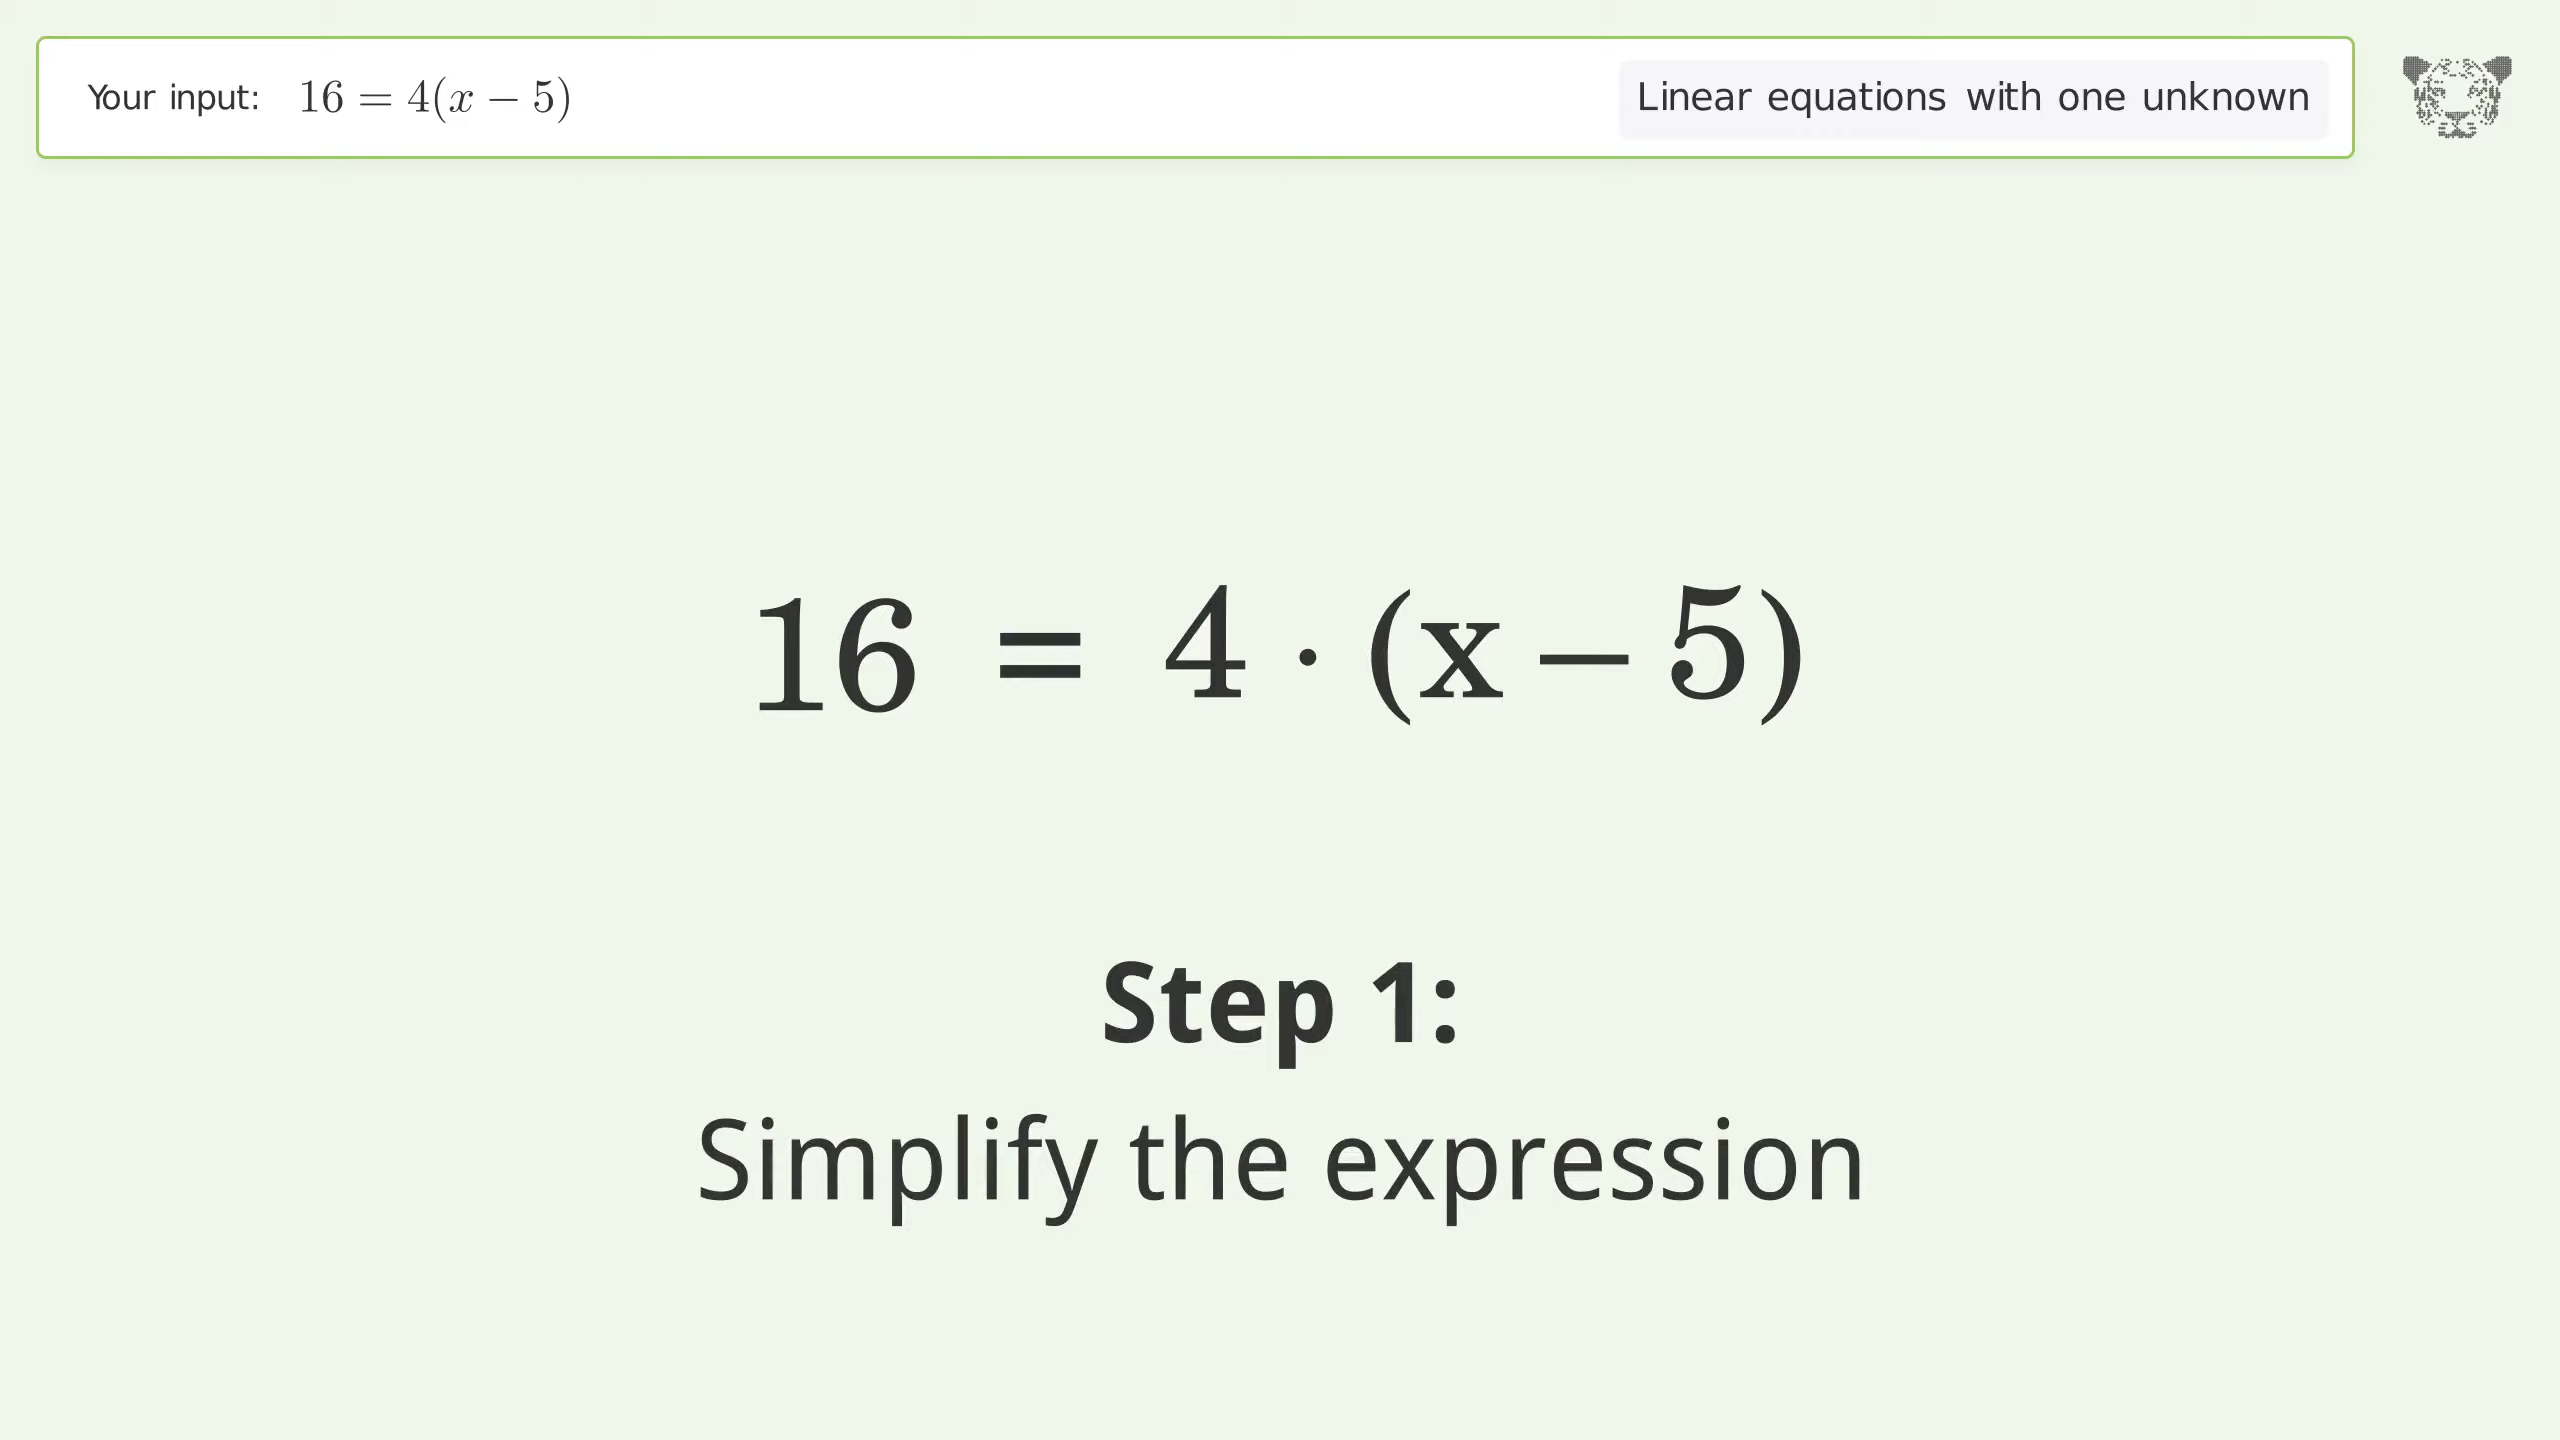 Your input: 16 = 4(x − 5) Linear equations with one unknown
16 = 4 · (x − 5)
Step 1:
Simplify the expression